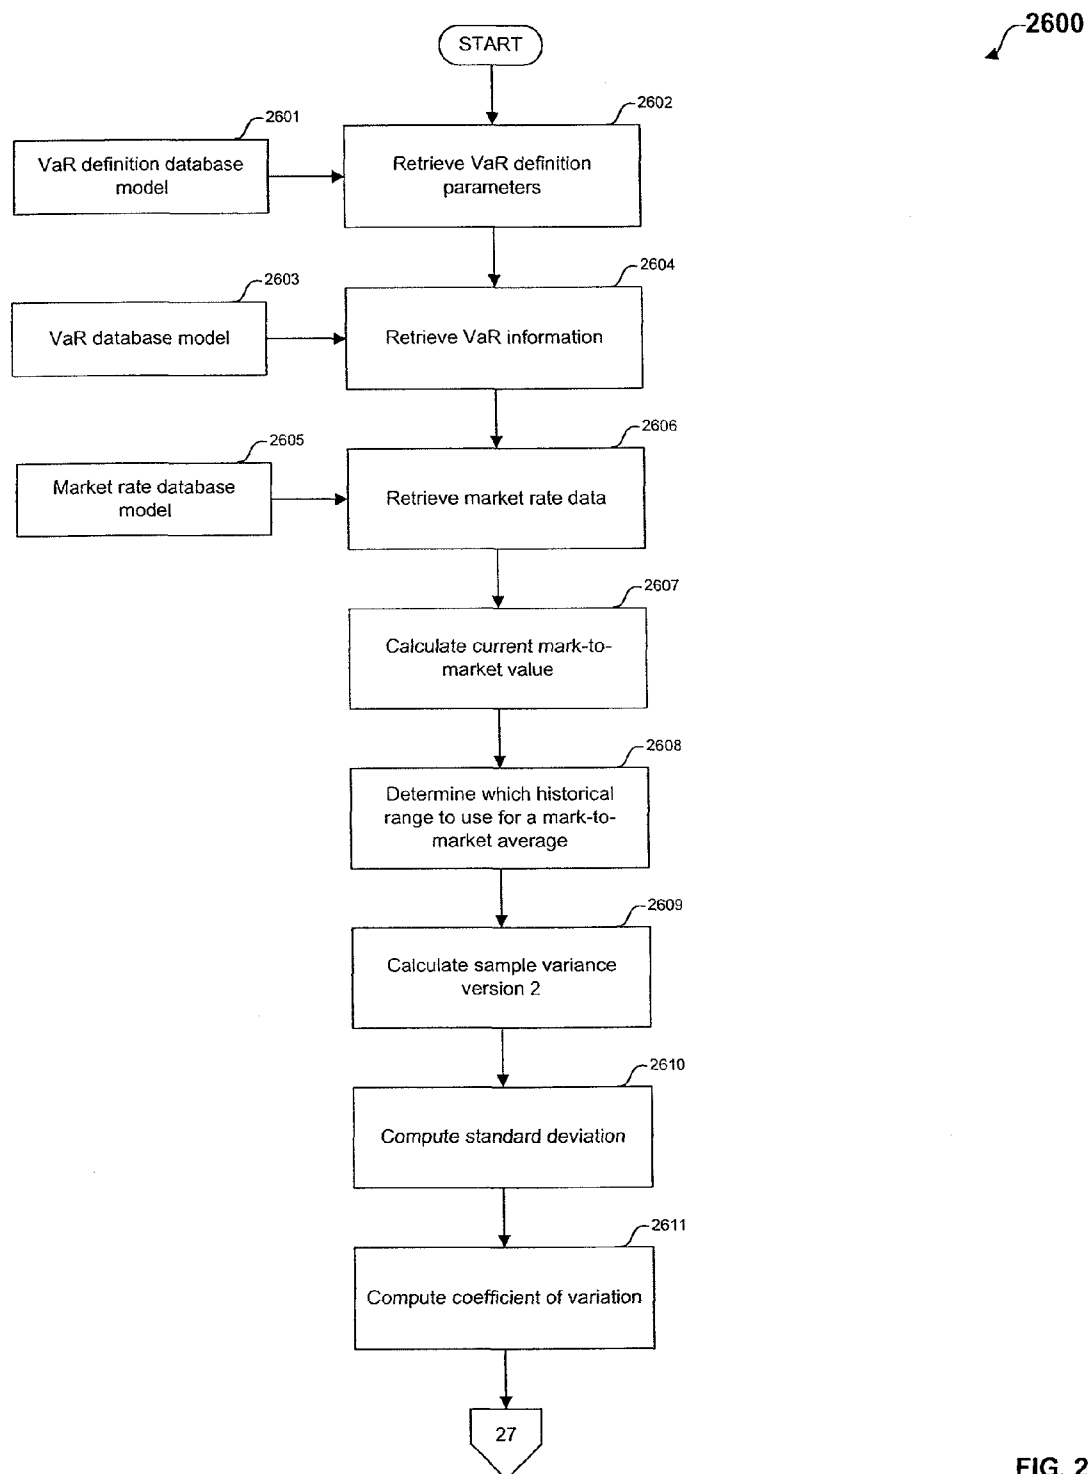 2600
START
2601
2602
VaR definition database
model
Retrieve VaR definition
parameters
2603
2604
VaR database model
Retrieve VaR information
2605
2606
Market rate database
model
Retrieve market rate data
2607
Calculate current mark-to-
market value
2608
Determine which historical
range to use for a mark-to-
market average
2609
Calculate sample variance
version 2
2610
Compute standard deviation
2611
Compute coefficient of variation
27
FIG. 2